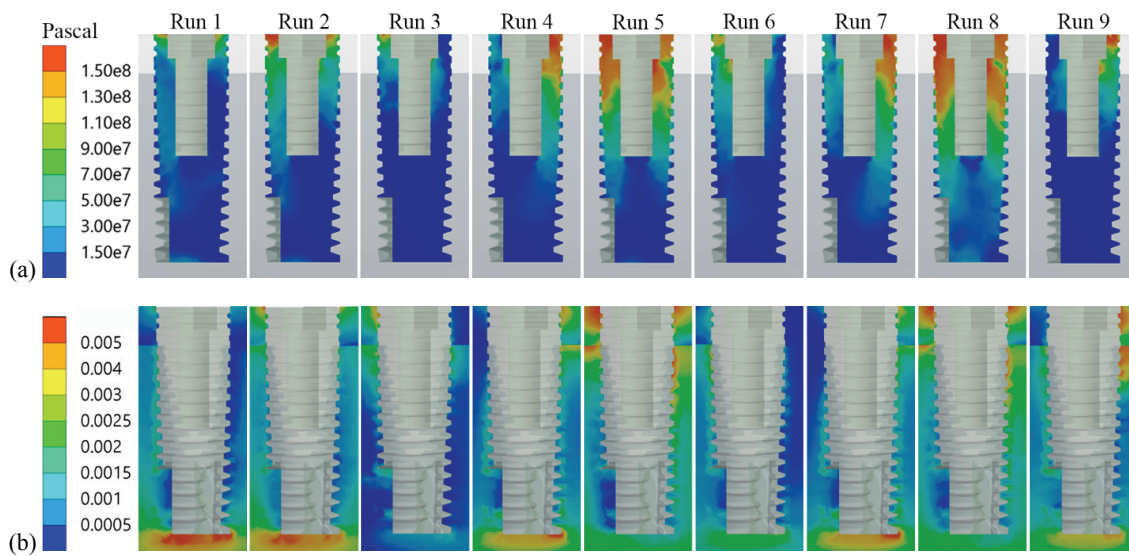 Pascal Run 1 Run 2 Run 3 Run 4 Run 5 Run 6 Run 7 Run 8 Run 9
1.50e8
1.30e8
1.10e8
9.00e7
7.00e7
5.00e7
3.00e7
1.50e7
(a)
0.005
0.004
0.003
0.0025
0.002
0.0015
0.001
0.0005
(b)